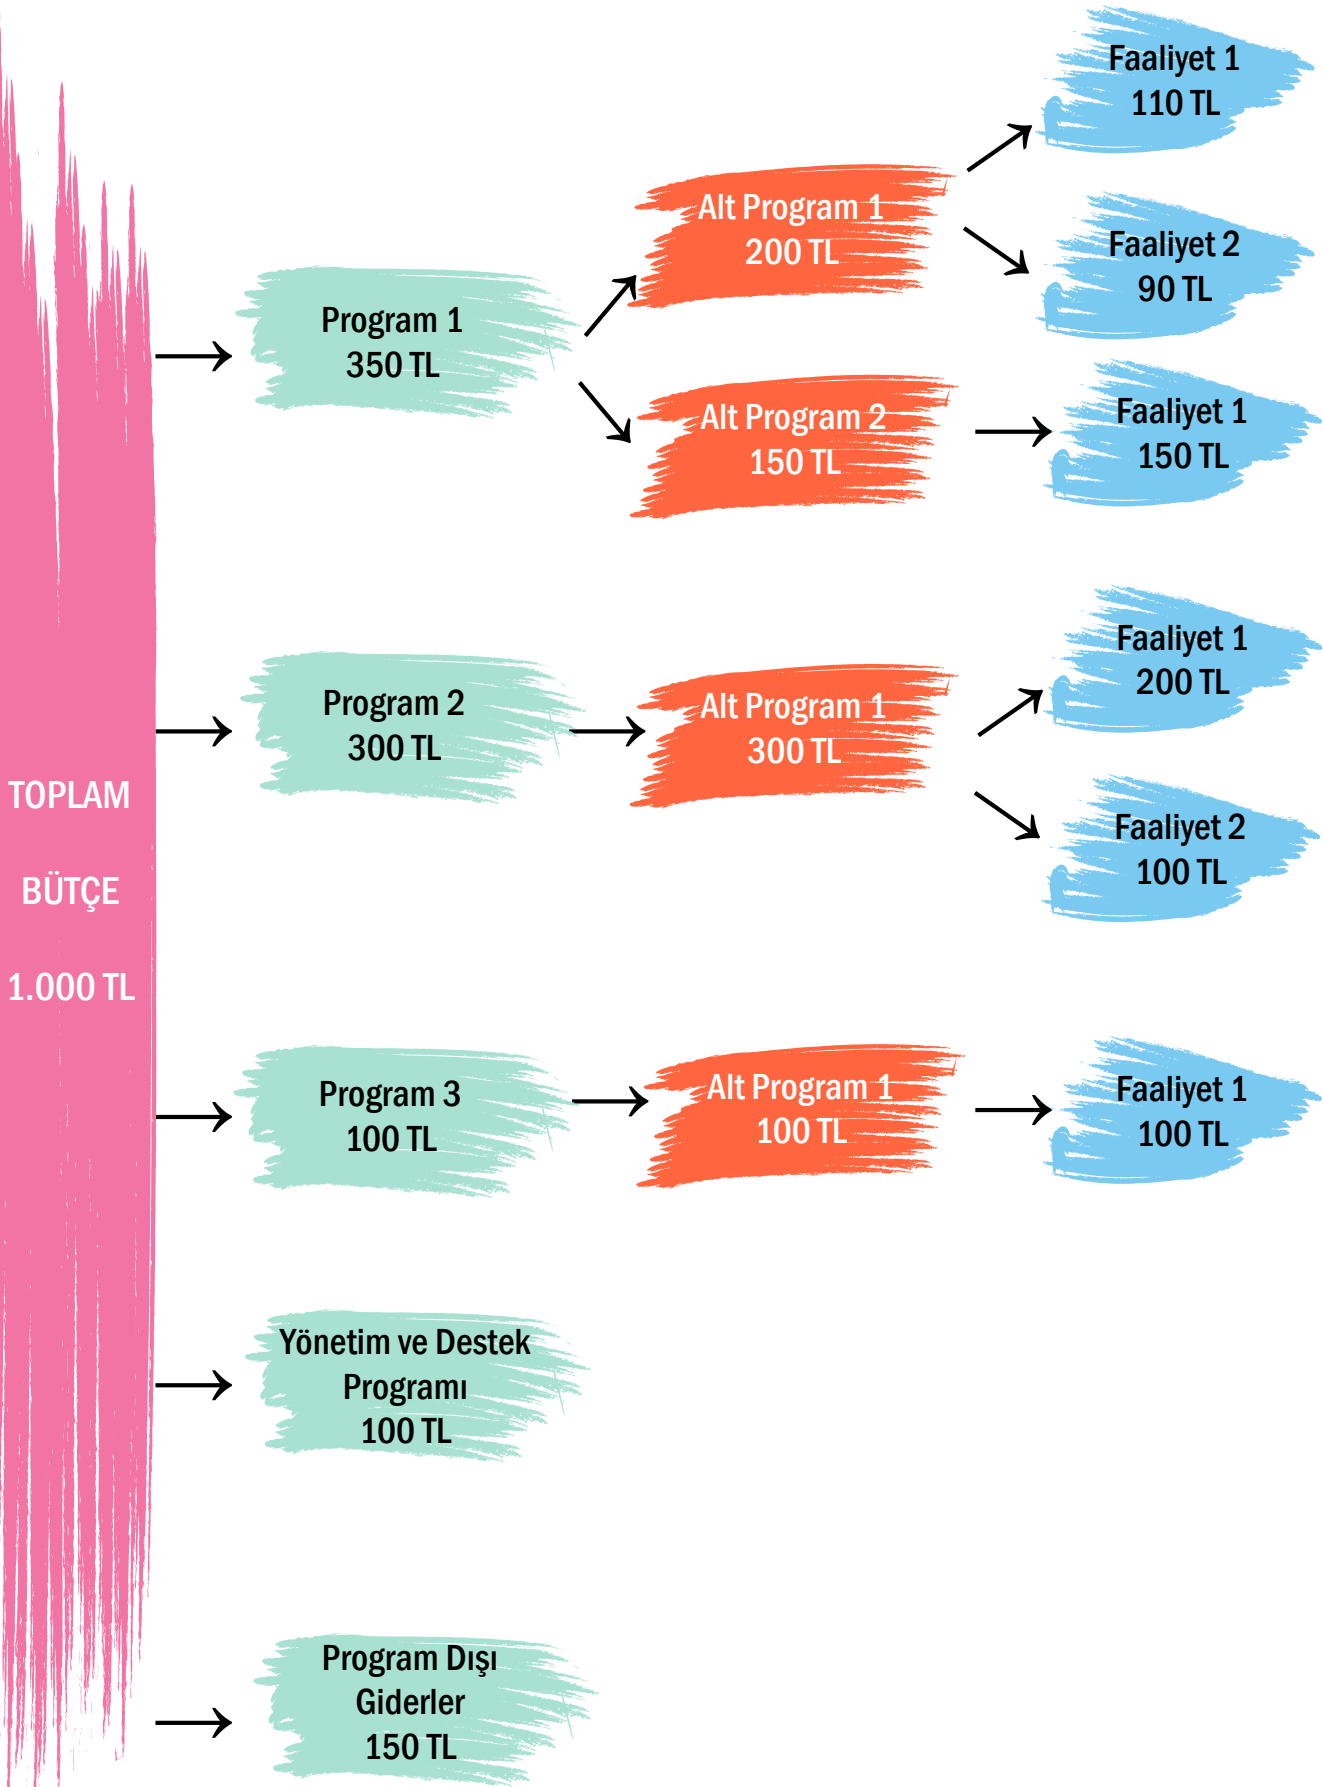 TOPLAM
BÜTÇE
1.000 TL
Program 1
350 TL
Alt Program 1
200 TL
Faaliyet 1
110 TL
Faaliyet 2
90 TL
Alt Program 2
150 TL
Faaliyet 1
150 TL
Program 2
300 TL
Alt Program 1
300 TL
Faaliyet 1
200 TL
Faaliyet 2
100 TL
Program 3
100 TL
Alt Program 1
100 TL
Faaliyet 1
100 TL
Yönetim ve Destek
Programı
100 TL
Program Dışı
Giderler
150 TL